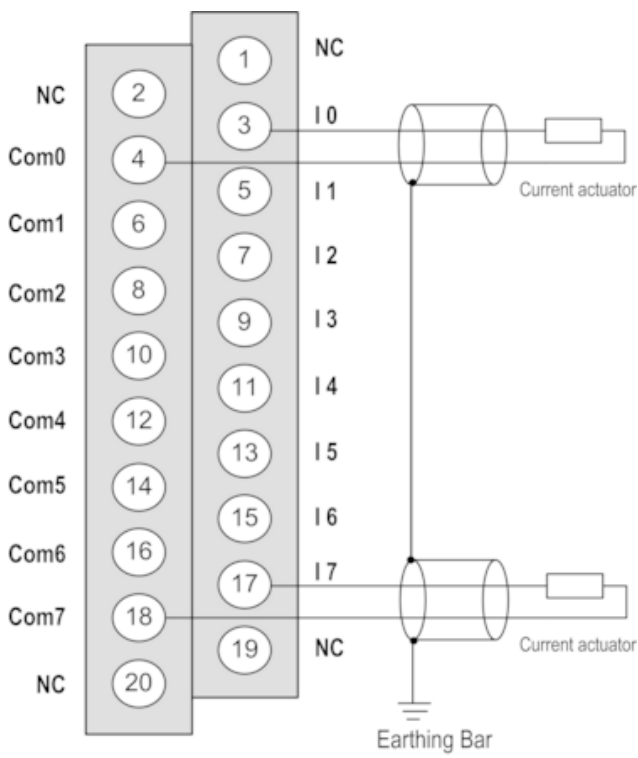 1 NC
NC 2
3 I 0
Com0 4
5 I 1
Current actuator
Com1 6
7 I 2
Com2 8
9 I 3
Com3 10
11 I 4
Com4 12
13 I 5
Com5 14
15 I 6
Com6 16
17 I 7
Com7 18
19 NC
Current actuator
NC 20
Earthing Bar